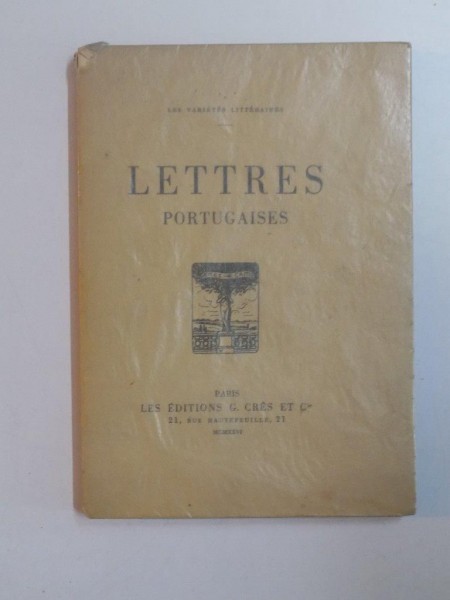 LES VARIÉTÉS LITTÉRAIRES
LETTRES
PORTUGAISES
PARIS
LES ÉDITIONS G. CRÈS ET Cie
21, RUE HAUTEFEUILLE, 21